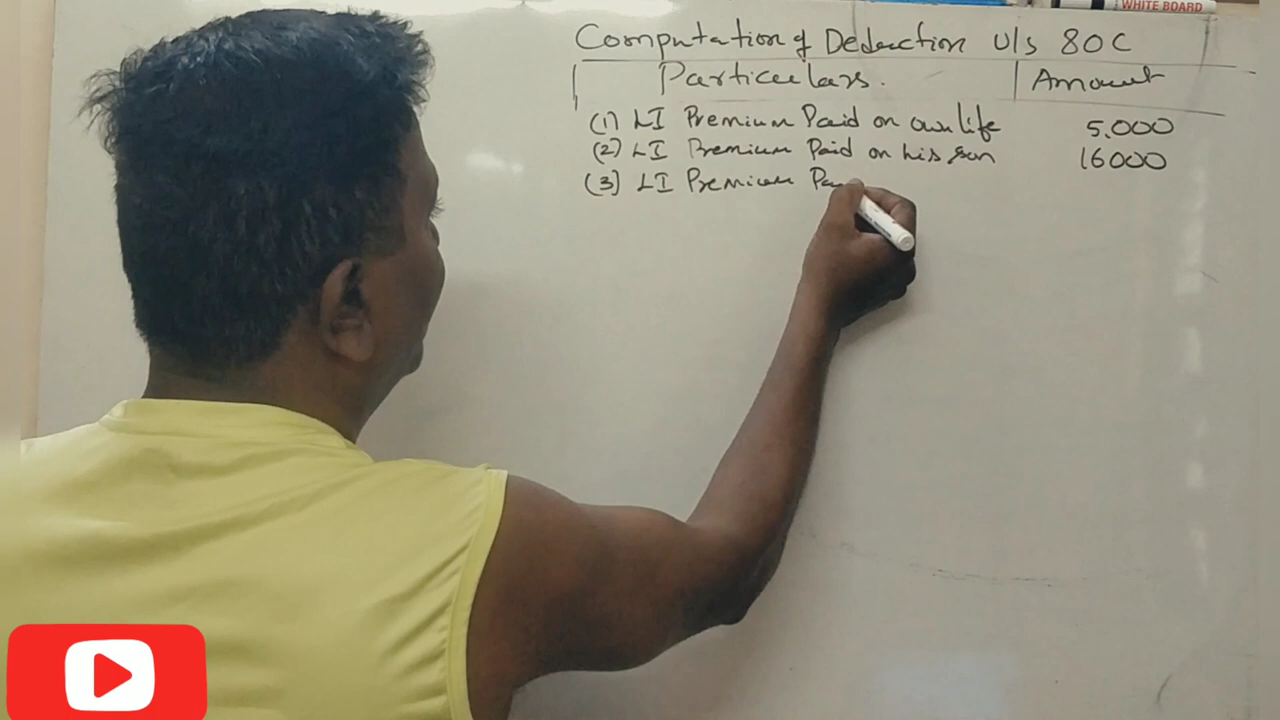 WHITE BOARD
Computation of Deduction U/s 80C
Particulars. Amount
(1) LI Premium Paid on own life 5.000
(2) LI Premium Paid on his son 16000
(3) LI Premium Pa